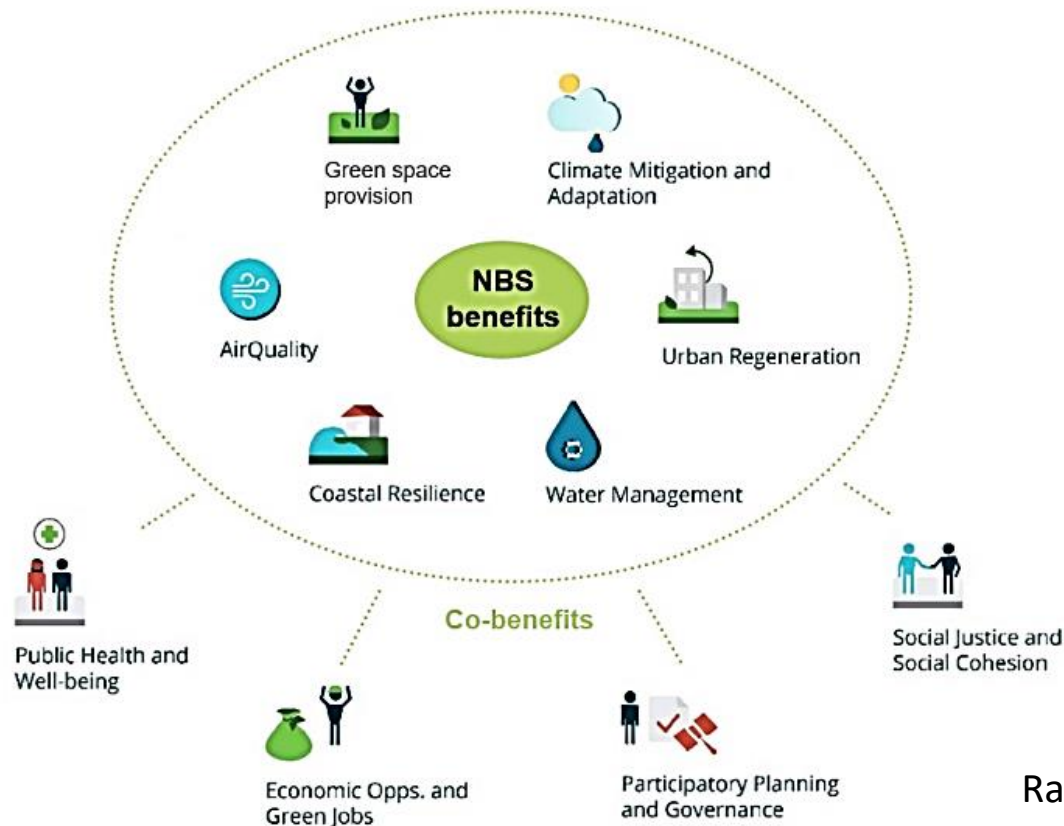 Green space
provision
Climate Mitigation and
Adaptation
NBS
benefits
AirQuality
Urban Regeneration
Coastal Resilience
Water Management
Co-benefits
Public Health and
Well-being
Social Justice and
Social Cohesion
Economic Opps. and
Green Jobs
Participatory Planning
and Governance
Ra